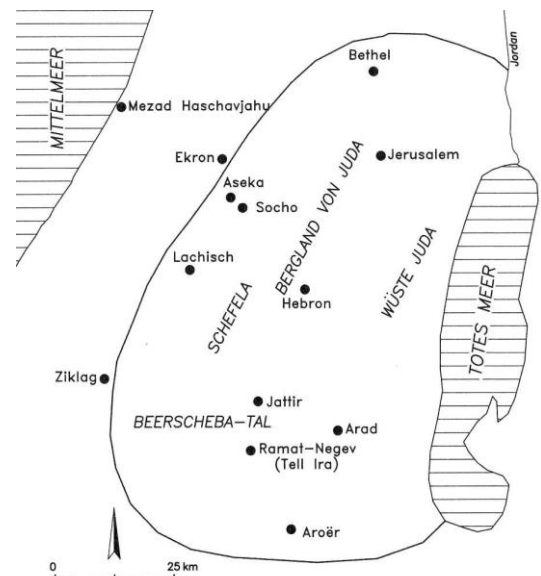 Bethel
Jordan
MITTELMEER
Mezad Haschavjahu
Ekron
Jerusalem
Aseka
Socho
BERGLAND VON JUDA
Lachisch
WÜSTE JUDA
Hebron
SCHEFELA
TOTES MEER
Ziklag
Jattir
BEERSCHEBA-TAL
Arad
Ramat-Negev
(Tell Ira)
Aroër
0 25 km